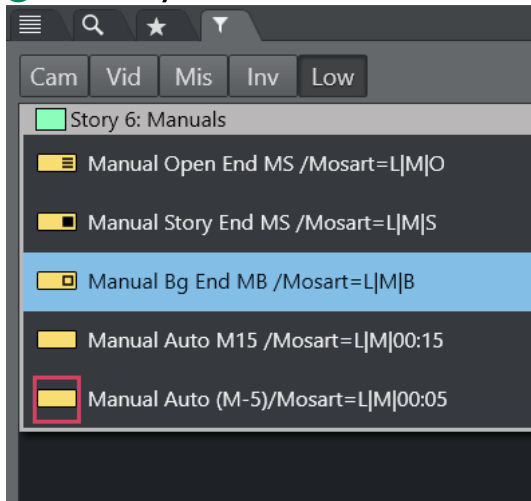 Cam Vid Mis Inv Low
Story 6: Manuals
Manual Open End MS /Mosart=L|M|O
Manual Story End MS /Mosart=L|M|S
Manual Bg End MB /Mosart=L|M|B
Manual Auto M15 /Mosart=L|M|00:15
Manual Auto (M-5)/Mosart=L|M|00:05